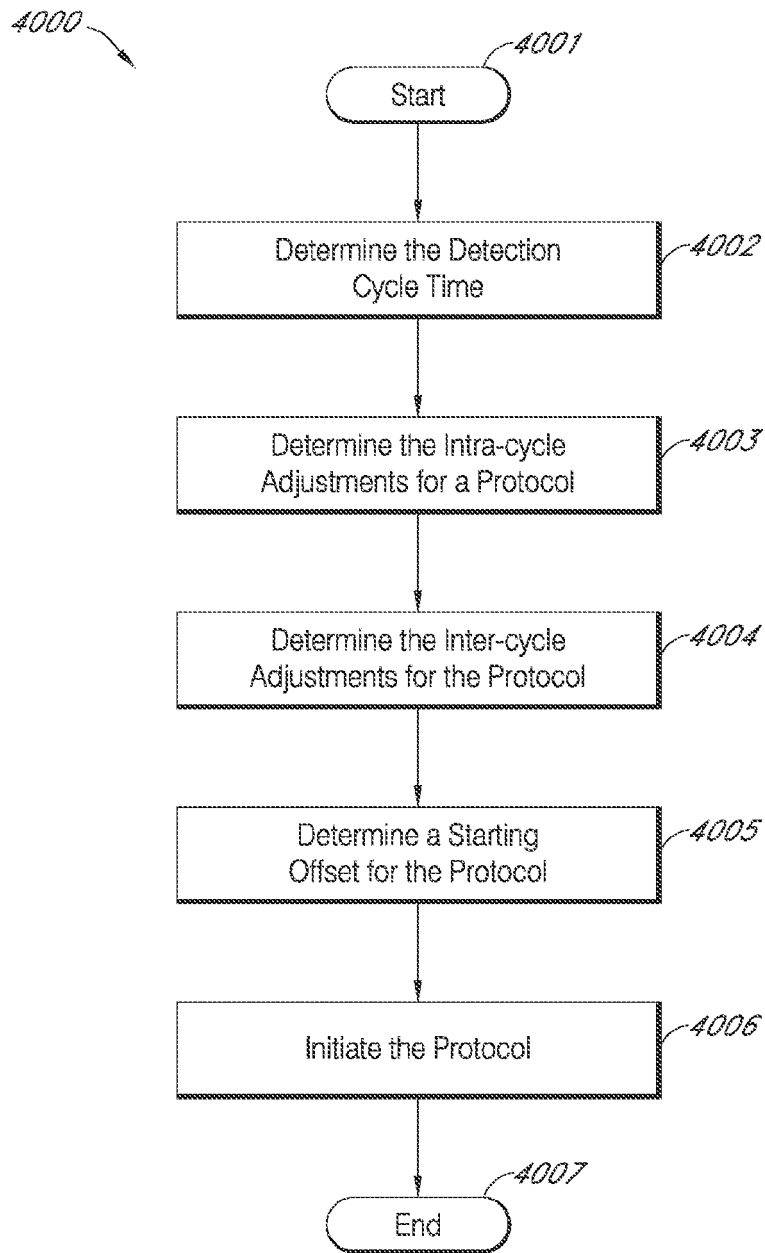 4000
4001
Start
Determine the Detection
Cycle Time
4002
Determine the Intra-cycle
Adjustments for a Protocol
4003
Determine the Inter-cycle
Adjustments for the Protocol
4004
Determine a Starting
Offset for the Protocol
4005
Initiate the Protocol
4006
4007
End